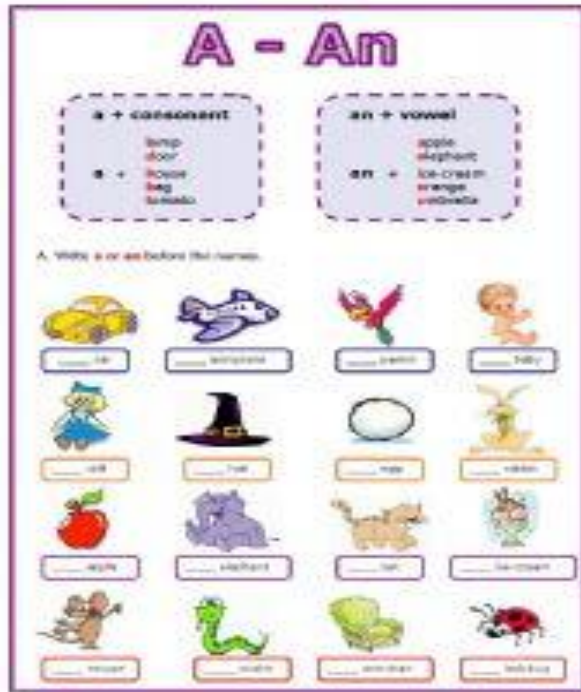 A - An
a + consonant
lamp
door
a + house
bag
tomato
an + vowel
apple
elephant
an + ice-cream
orange
umbrella
A. Write a or an before the names.
____ car ____ aeroplane ____ parrot ____ baby
____ doll ____ hat ____ egg ____ rabbit
____ apple ____ elephant ____ cat ____ ice-cream
____ mouse ____ snake ____ armchair ____ ladybug